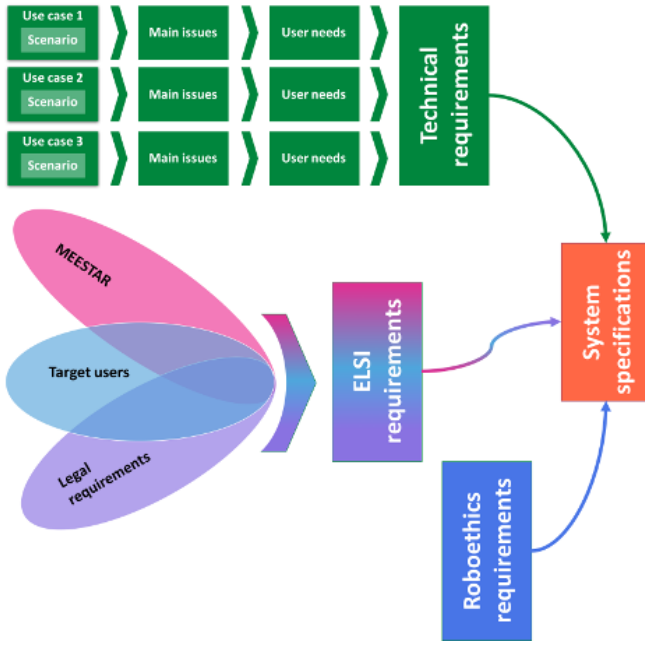 Use case 1
Scenario
Main issues
User needs
Use case 2
Scenario
Main issues
User needs
Use case 3
Scenario
Main issues
User needs
Technical
requirements
MEESTAR
Target users
Legal
requirements
ELSI
requirements
System
specifications
Roboethics
requirements